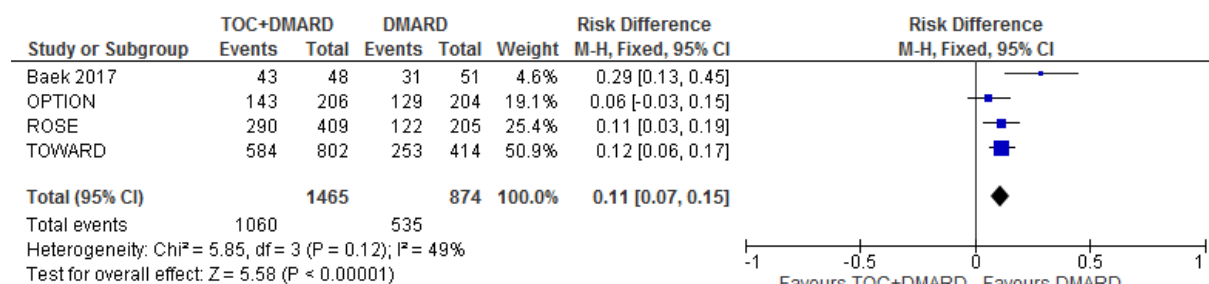 TOC+DMARD DMARD Risk Difference Risk Difference
Study or Subgroup Events Total Events Total Weight M-H, Fixed, 95% CI M-H, Fixed, 95% CI
Baek 2017 43 48 31 51 4.6% 0.29 [0.13, 0.45]
OPTION 143 206 129 204 19.1% 0.06 [-0.03, 0.15]
ROSE 290 409 122 205 25.4% 0.11 [0.03, 0.19]
TOWARD 584 802 253 414 50.9% 0.12 [0.06, 0.17]
Total (95% CI) 1465 874 100.0% 0.11 [0.07, 0.15]
Total events 1060 535
Heterogeneity: Chi² = 5.85, df = 3 (P = 0.12); I² = 49%
Test for overall effect: Z = 5.58 (P < 0.00001)
-1 -0.5 0 0.5 1
Favours TOC+DMARD Favours DMARD